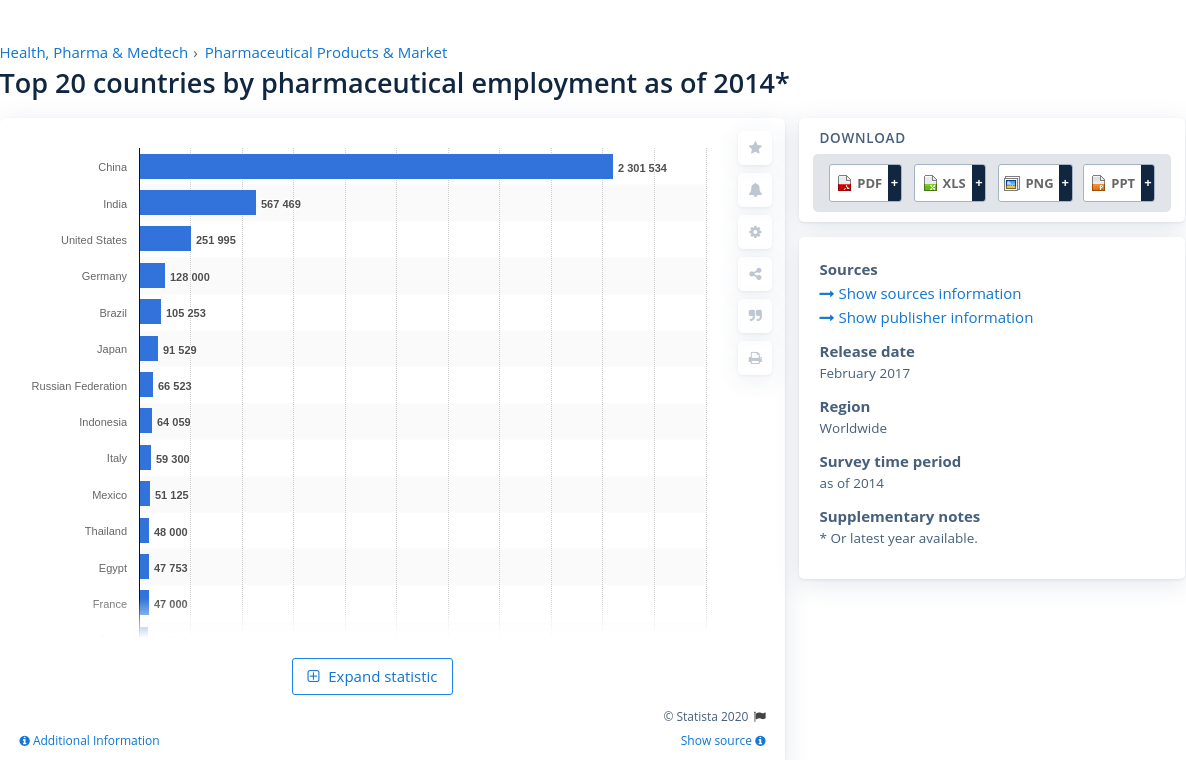 Health, Pharma & Medtech › Pharmaceutical Products & Market
Top 20 countries by pharmaceutical employment as of 2014*
China 2 301 534
India 567 469
United States 251 995
Germany 128 000
Brazil 105 253
Japan 91 529
Russian Federation 66 523
Indonesia 64 059
Italy 59 300
Mexico 51 125
Thailand 48 000
Egypt 47 753
France 47 000
Expand statistic
© Statista 2020
Additional Information
Show source
DOWNLOAD
PDF + XLS + PNG + PPT +
Sources
Show sources information
Show publisher information
Release date
February 2017
Region
Worldwide
Survey time period
as of 2014
Supplementary notes
* Or latest year available.